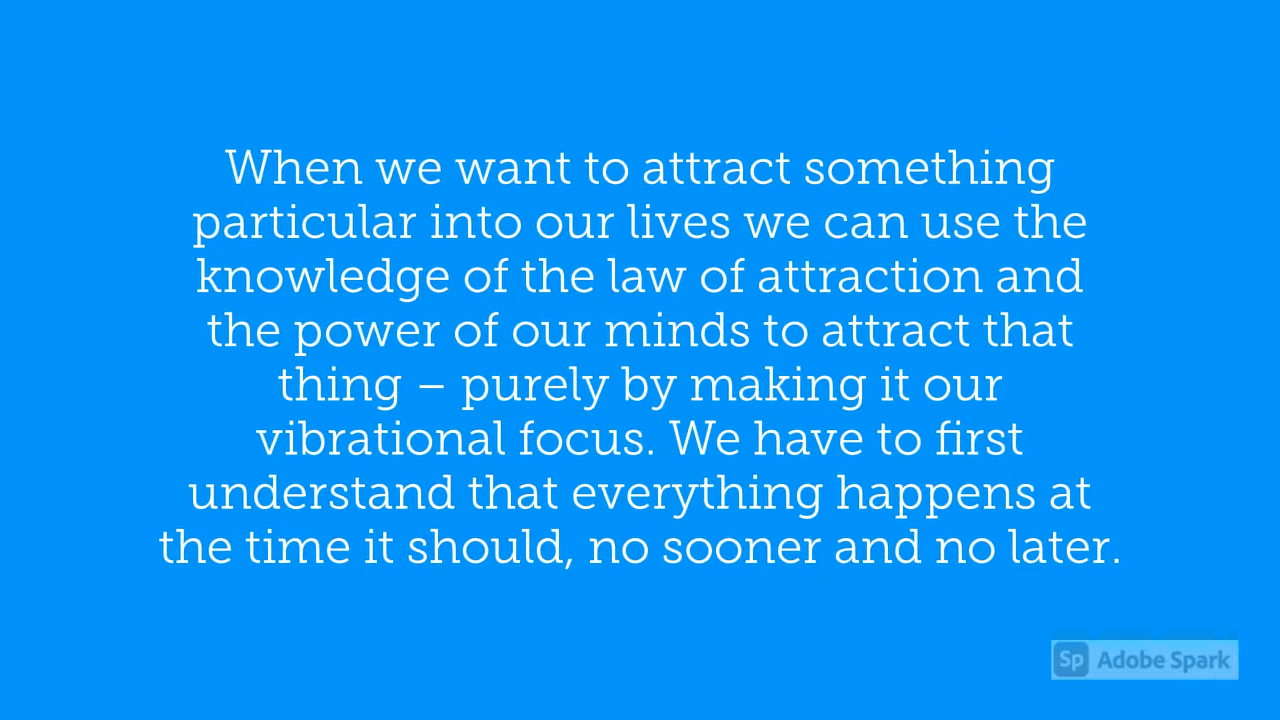 When we want to attract something
particular into our lives we can use the
knowledge of the law of attraction and
the power of our minds to attract that
thing – purely by making it our
vibrational focus. We have to first
understand that everything happens at
the time it should, no sooner and no later.
Sp Adobe Spark